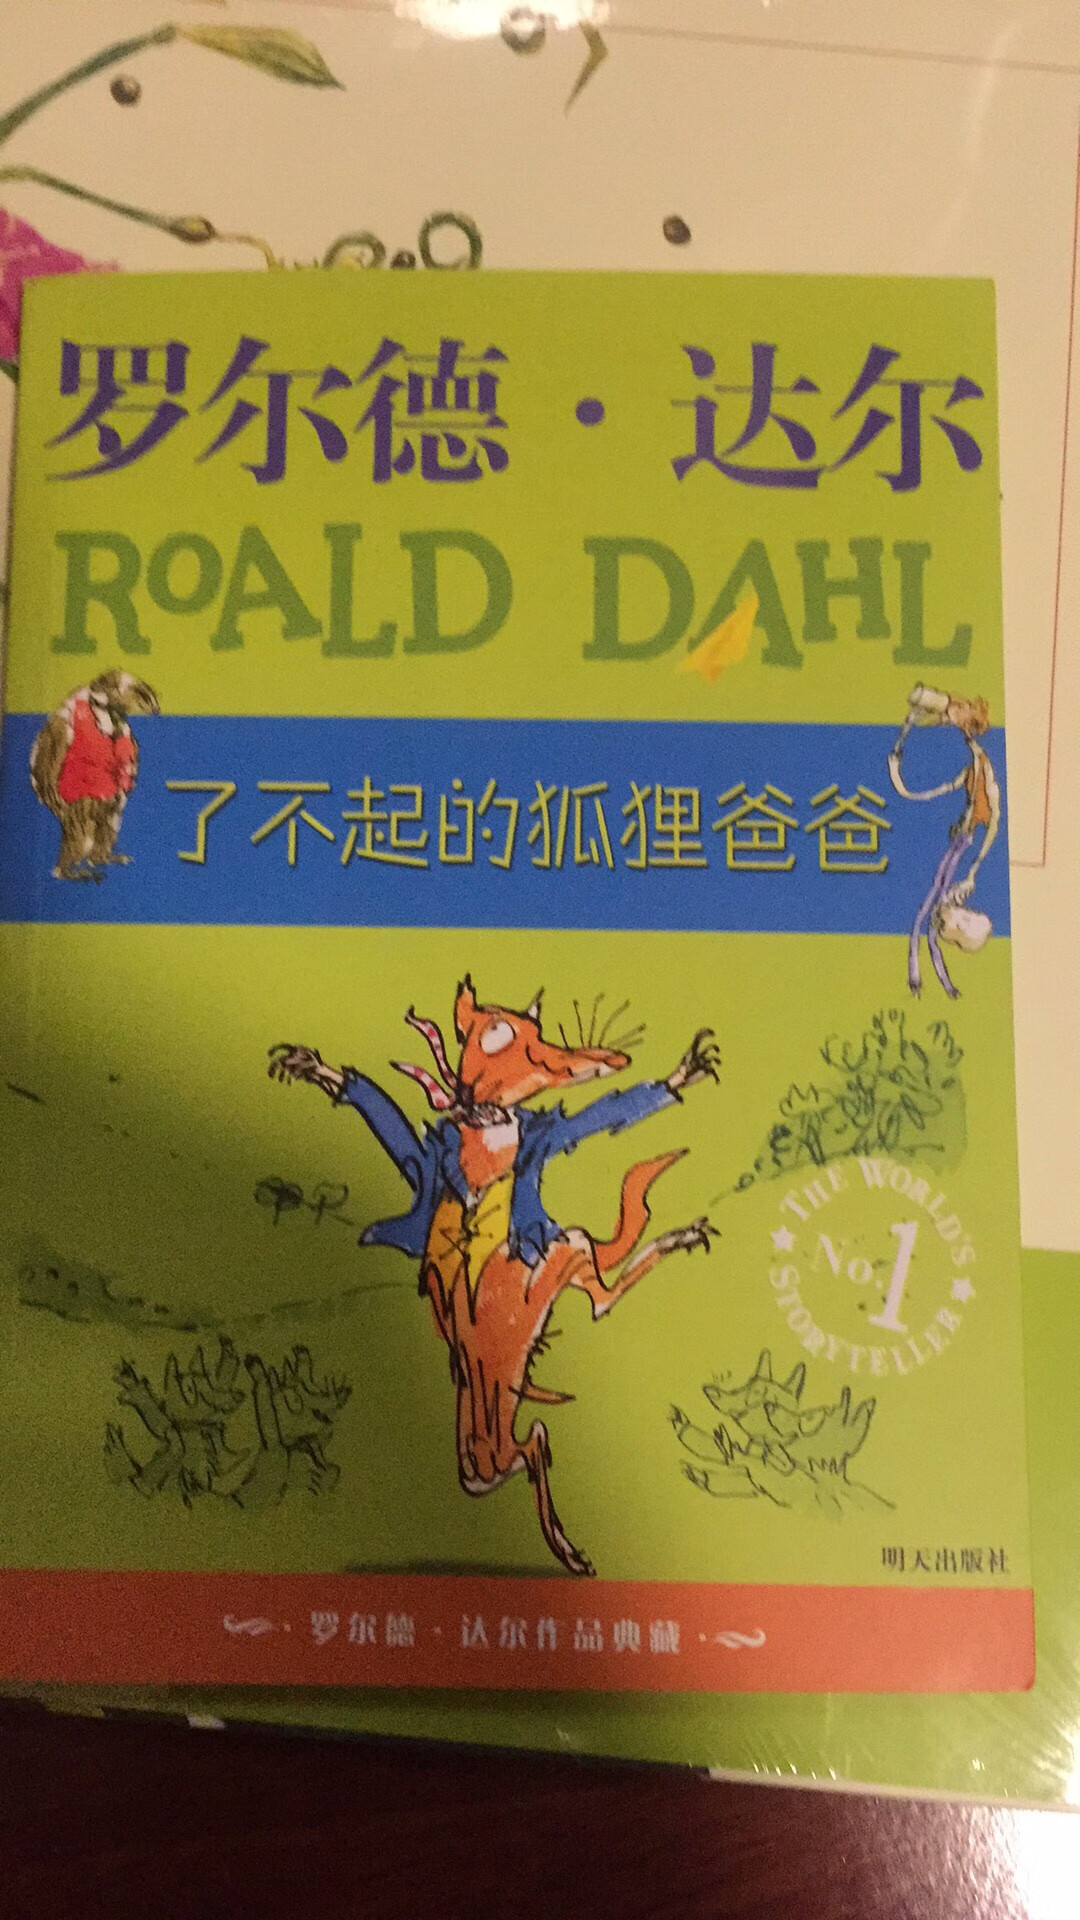 罗尔德·达尔
ROALD DAHL
了不起的狐狸爸爸
THE WORLD'S
No.1
STORYTELLER
明天出版社
·罗尔德·达尔作品典藏·